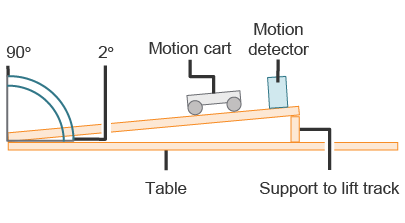 Motion
detector
Motion cart
90°
2°
Table
Support to lift track